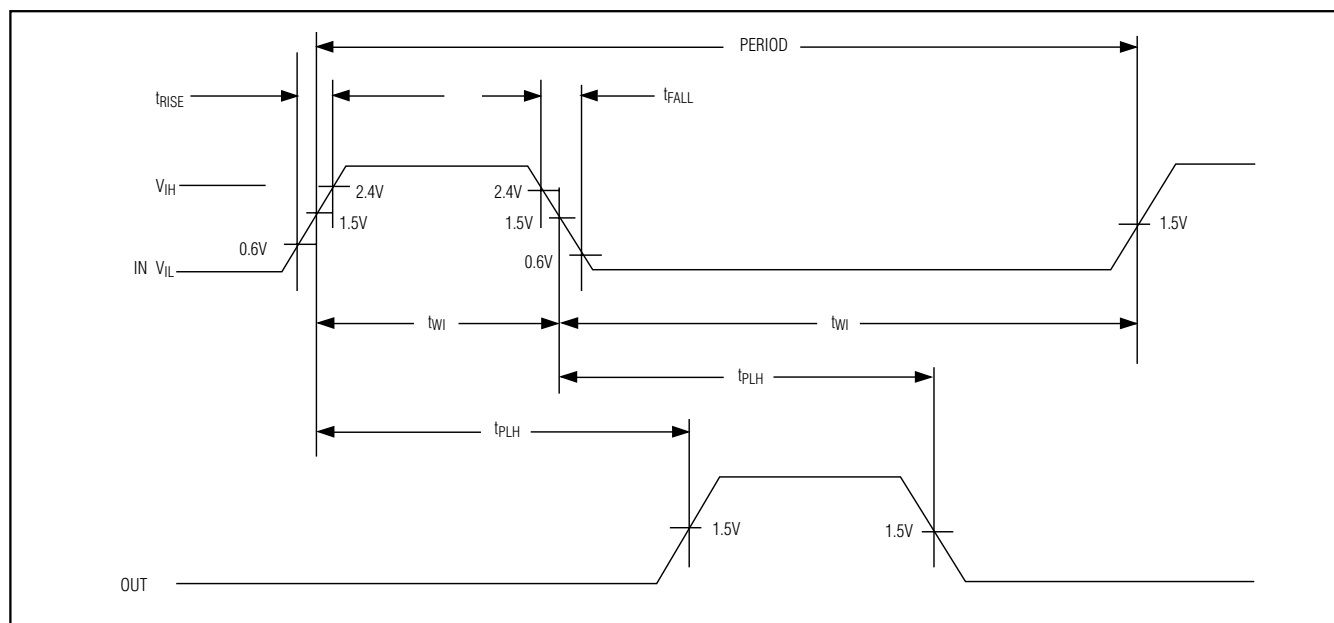 PERIOD
tRISE
tFALL
VIH
2.4V
2.4V
1.5V
1.5V
1.5V
0.6V
0.6V
IN VIL
tWI
tWI
tPLH
tPLH
1.5V
1.5V
OUT